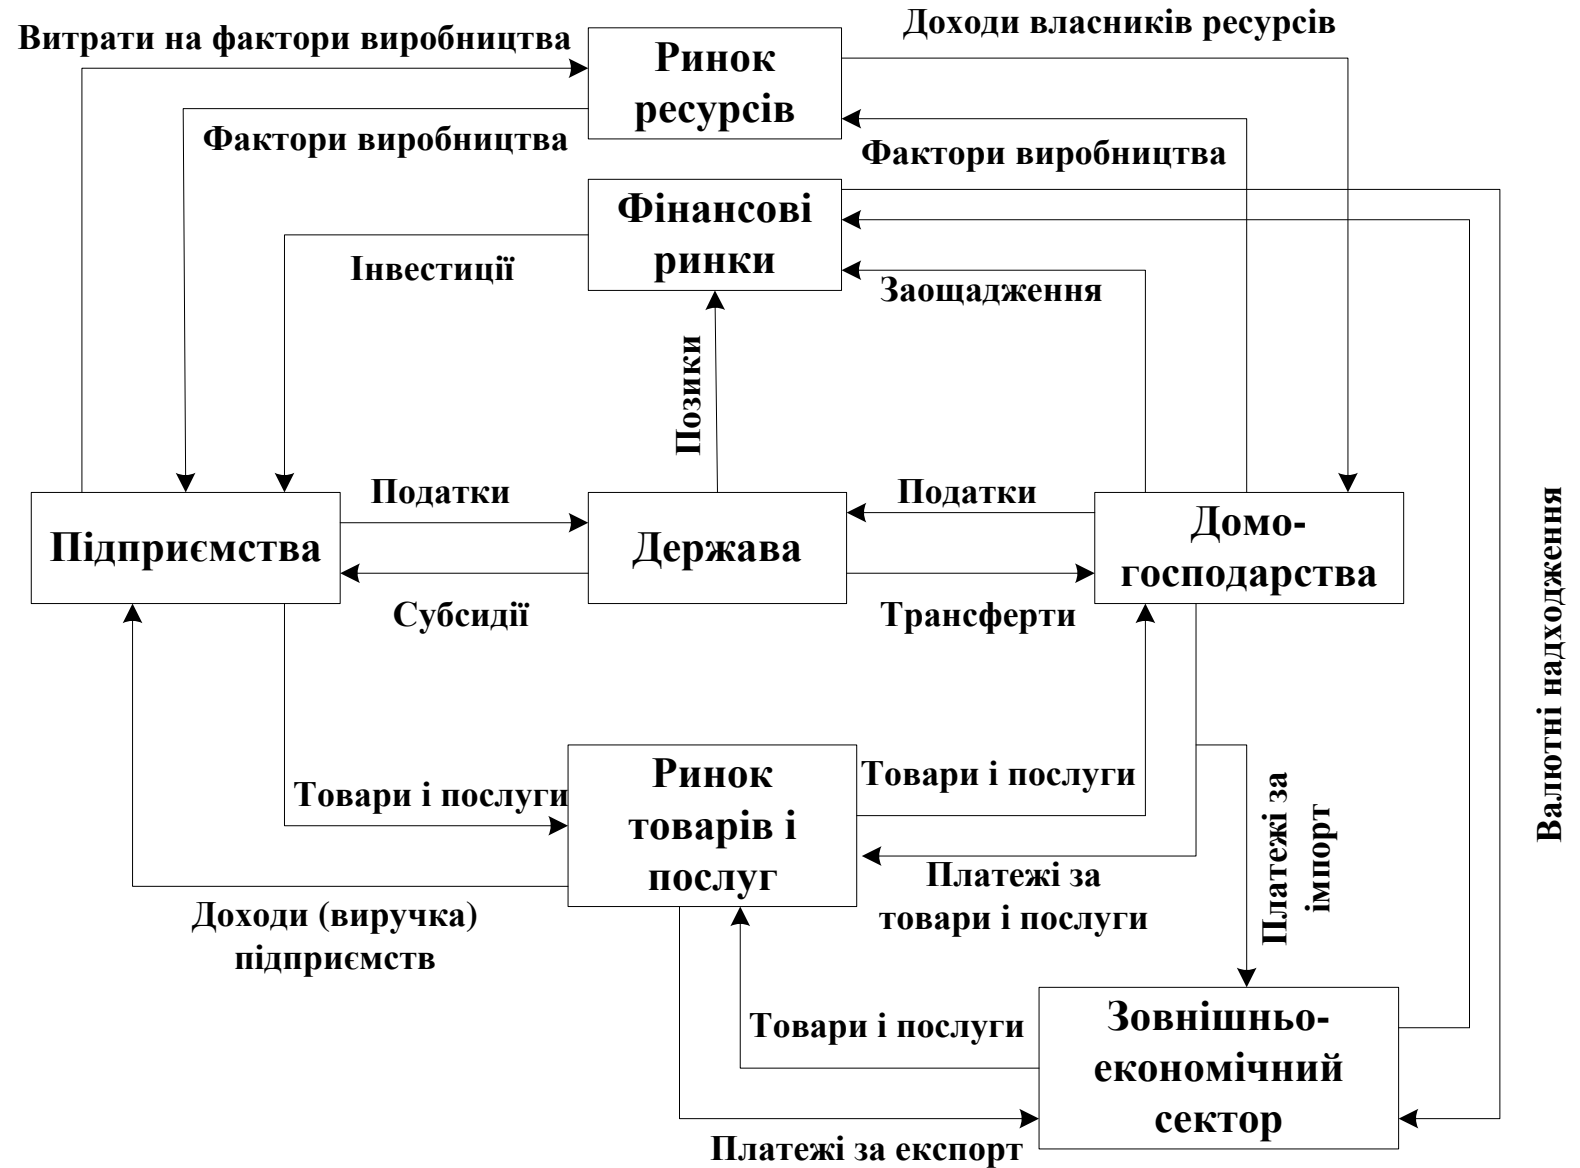 Витрати на фактори виробництва
Доходи власників ресурсів
Ринок
ресурсів
Фактори виробництва
Фактори виробництва
Фінансові
ринки
Інвестиції
Заощадження
Позики
Податки
Податки
Підприємства
Держава
Домо-
господарства
Субсидії
Трансферти
Валютні надходження
Ринок
товарів і
послуг
Товари і послуги
Товари і послуги
Платежі за
товари і послуги
Платежі за
імпорт
Доходи (виручка)
підприємств
Товари і послуги
Зовнішньо-
економічний
сектор
Платежі за експорт